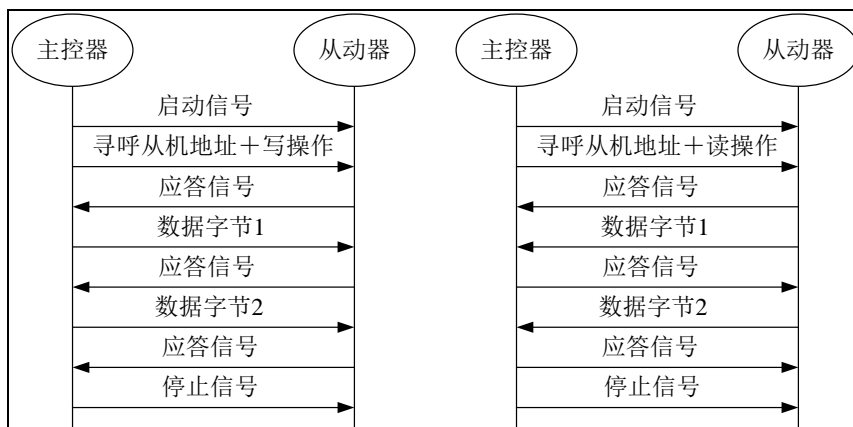 主控器
从动器
启动信号
寻呼从机地址＋写操作
应答信号
数据字节1
应答信号
数据字节2
应答信号
停止信号
主控器
从动器
启动信号
寻呼从机地址＋读操作
应答信号
数据字节1
应答信号
数据字节2
应答信号
停止信号